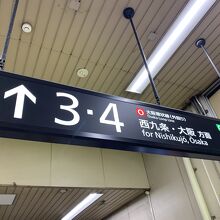 ↑ 3・4
大阪環状線(外回り)
西九条・大阪 方面
for Nishikujō, Ōsaka